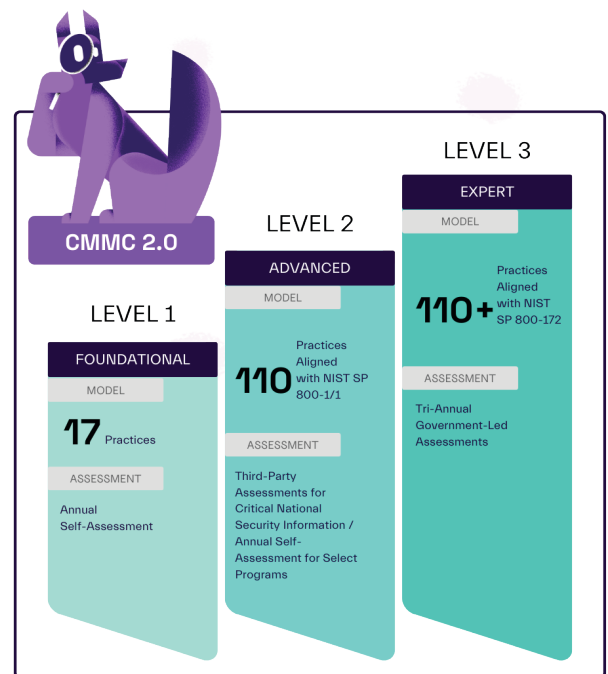 CMMC 2.0
LEVEL 1
FOUNDATIONAL
MODEL
17 Practices
ASSESSMENT
Annual
Self-Assessment
LEVEL 2
ADVANCED
MODEL
110
Practices
Aligned
with NIST SP
800-1/1
ASSESSMENT
Third-Party
Assessments for
Critical National
Security Information /
Annual Self-
Assessment for Select
Programs
LEVEL 3
EXPERT
MODEL
110+
Practices
Aligned
with NIST
SP 800-172
ASSESSMENT
Tri-Annual
Government-Led
Assessments